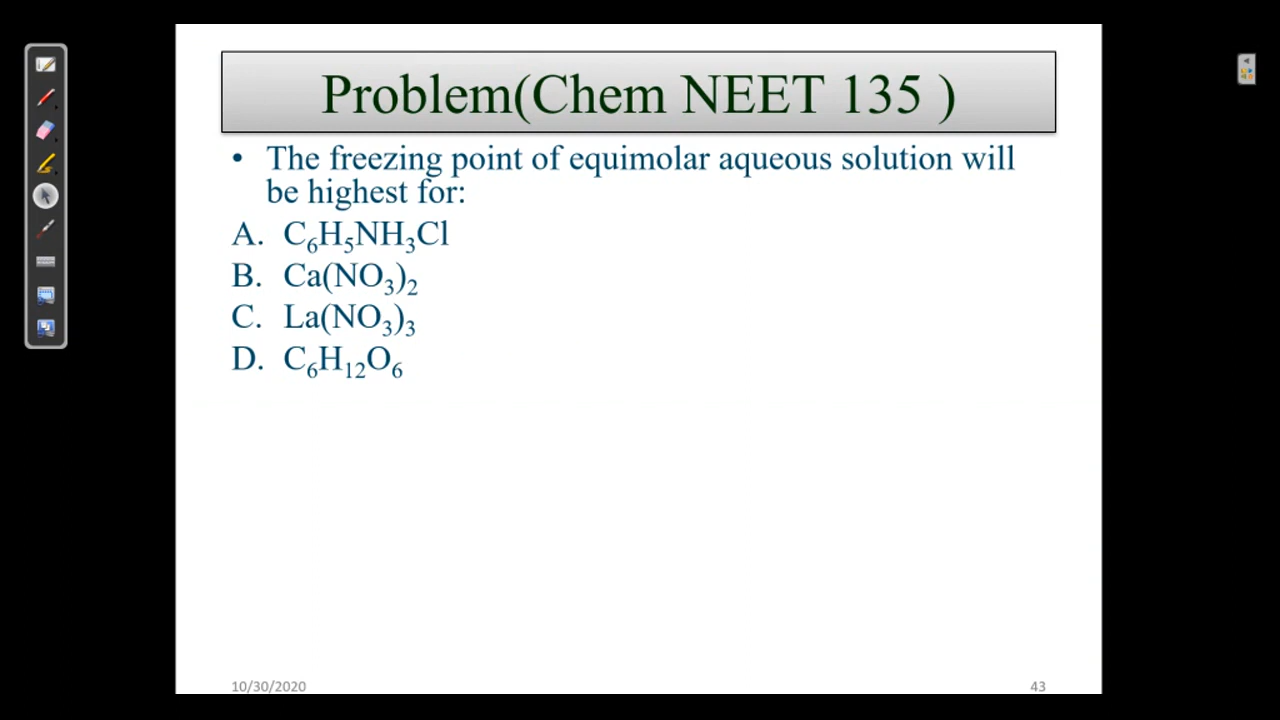 Problem(Chem NEET 135 )
• The freezing point of equimolar aqueous solution will
be highest for:
A. C₆H₅NH₃Cl
B. Ca(NO₃)₂
C. La(NO₃)₃
D. C₆H₁₂O₆
10/30/2020
43